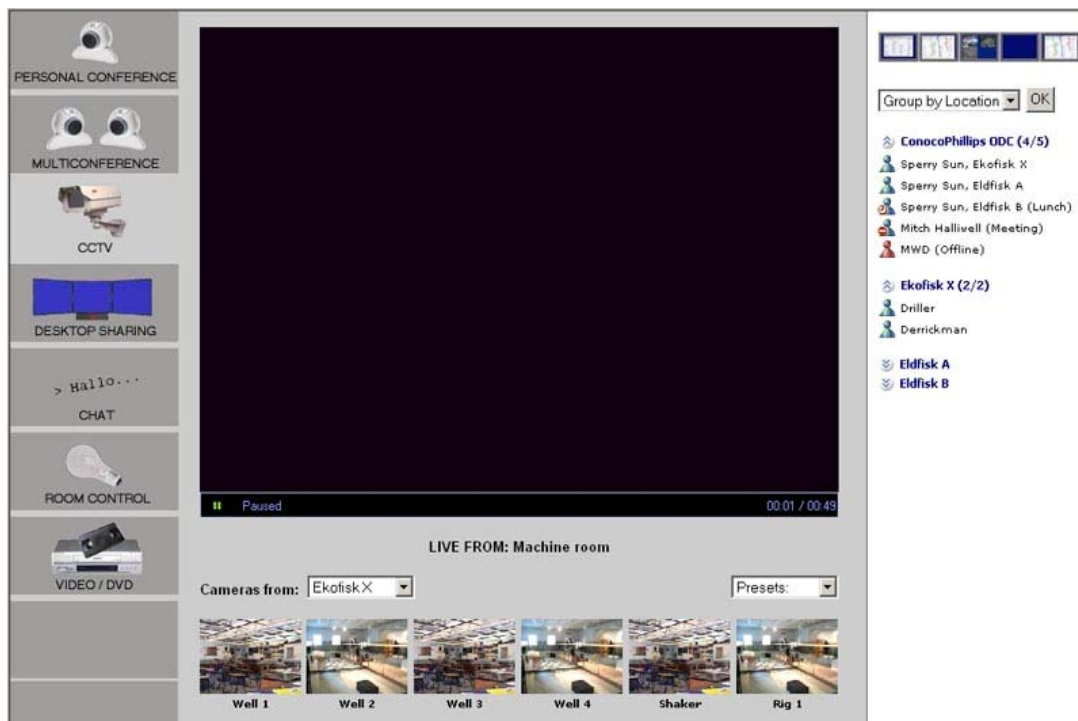 PERSONAL CONFERENCE
MULTICONFERENCE
CCTV
DESKTOP SHARING
> Hallo...
CHAT
ROOM CONTROL
VIDEO / DVD
Paused
00:01 / 00:49
LIVE FROM: Machine room
Cameras from:
Ekofisk X
Presets:
Well 1
Well 2
Well 3
Well 4
Shaker
Rig 1
Group by Location
OK
ConocoPhillips ODC (4/5)
Sperry Sun, Ekofisk X
Sperry Sun, Eldfisk A
Sperry Sun, Eldfisk B (Lunch)
Mitch Hallivell (Meeting)
MWD (Offline)
Ekofisk X (2/2)
Driller
Derrickman
Eldfisk A
Eldfisk B